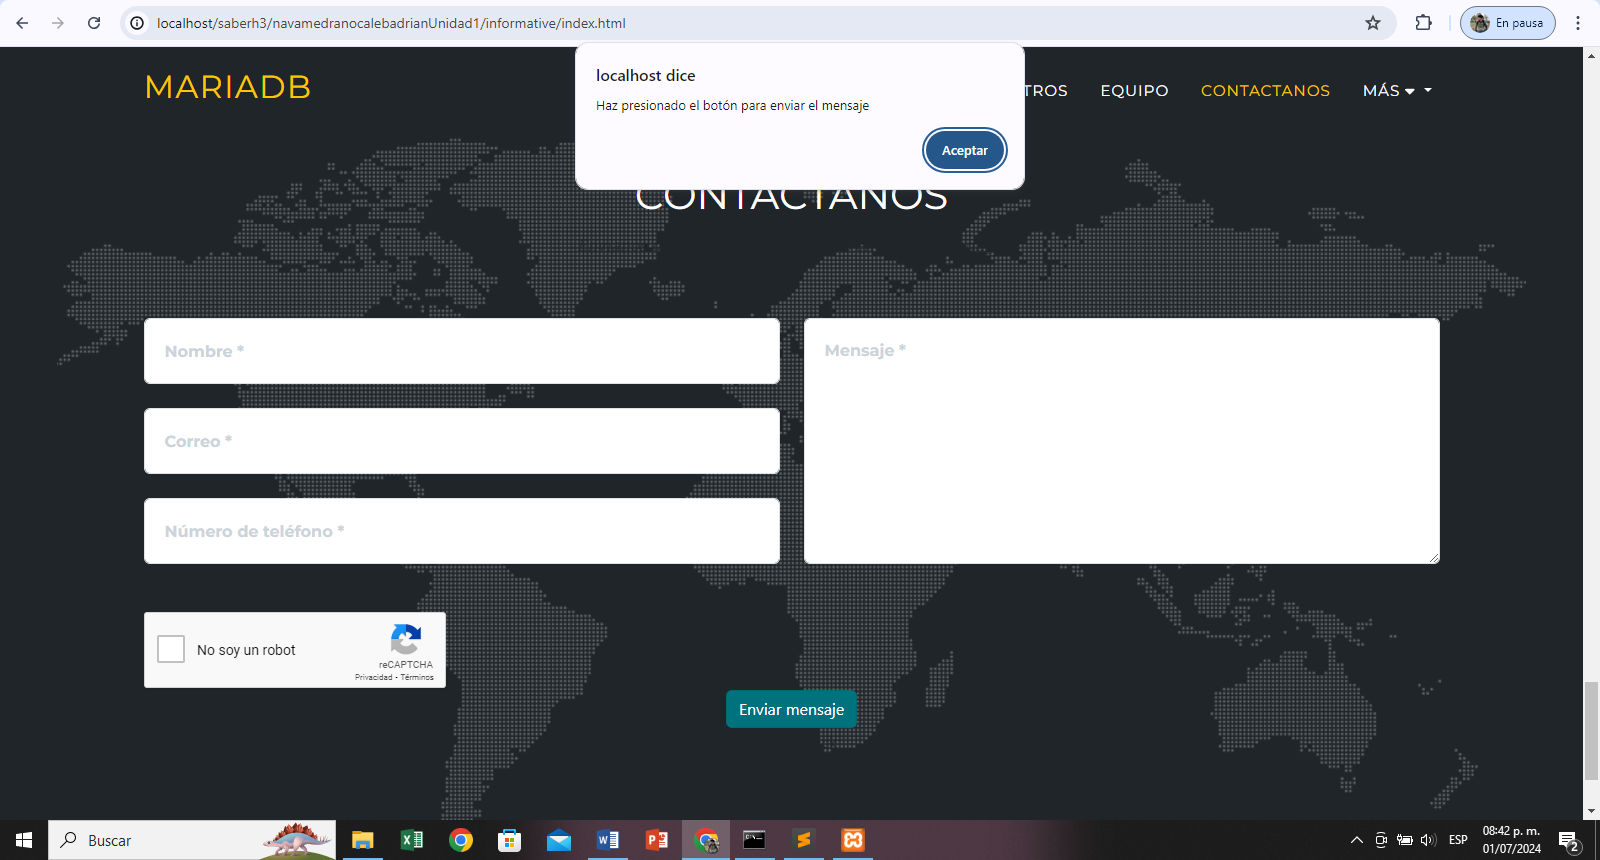 localhost/saberh3/navamedranocalebadrianUnidad1/informative/index.html
En pausa
localhost dice
Haz presionado el botón para enviar el mensaje
Aceptar
MARIADB
TROS
EQUIPO
CONTACTANOS
MÁS
CONTACTANOS
Nombre *
Mensaje *
Correo *
Número de teléfono *
No soy un robot
reCAPTCHA
Privacidad - Términos
Enviar mensaje
Buscar
ESP
08:42 p. m.
01/07/2024
2